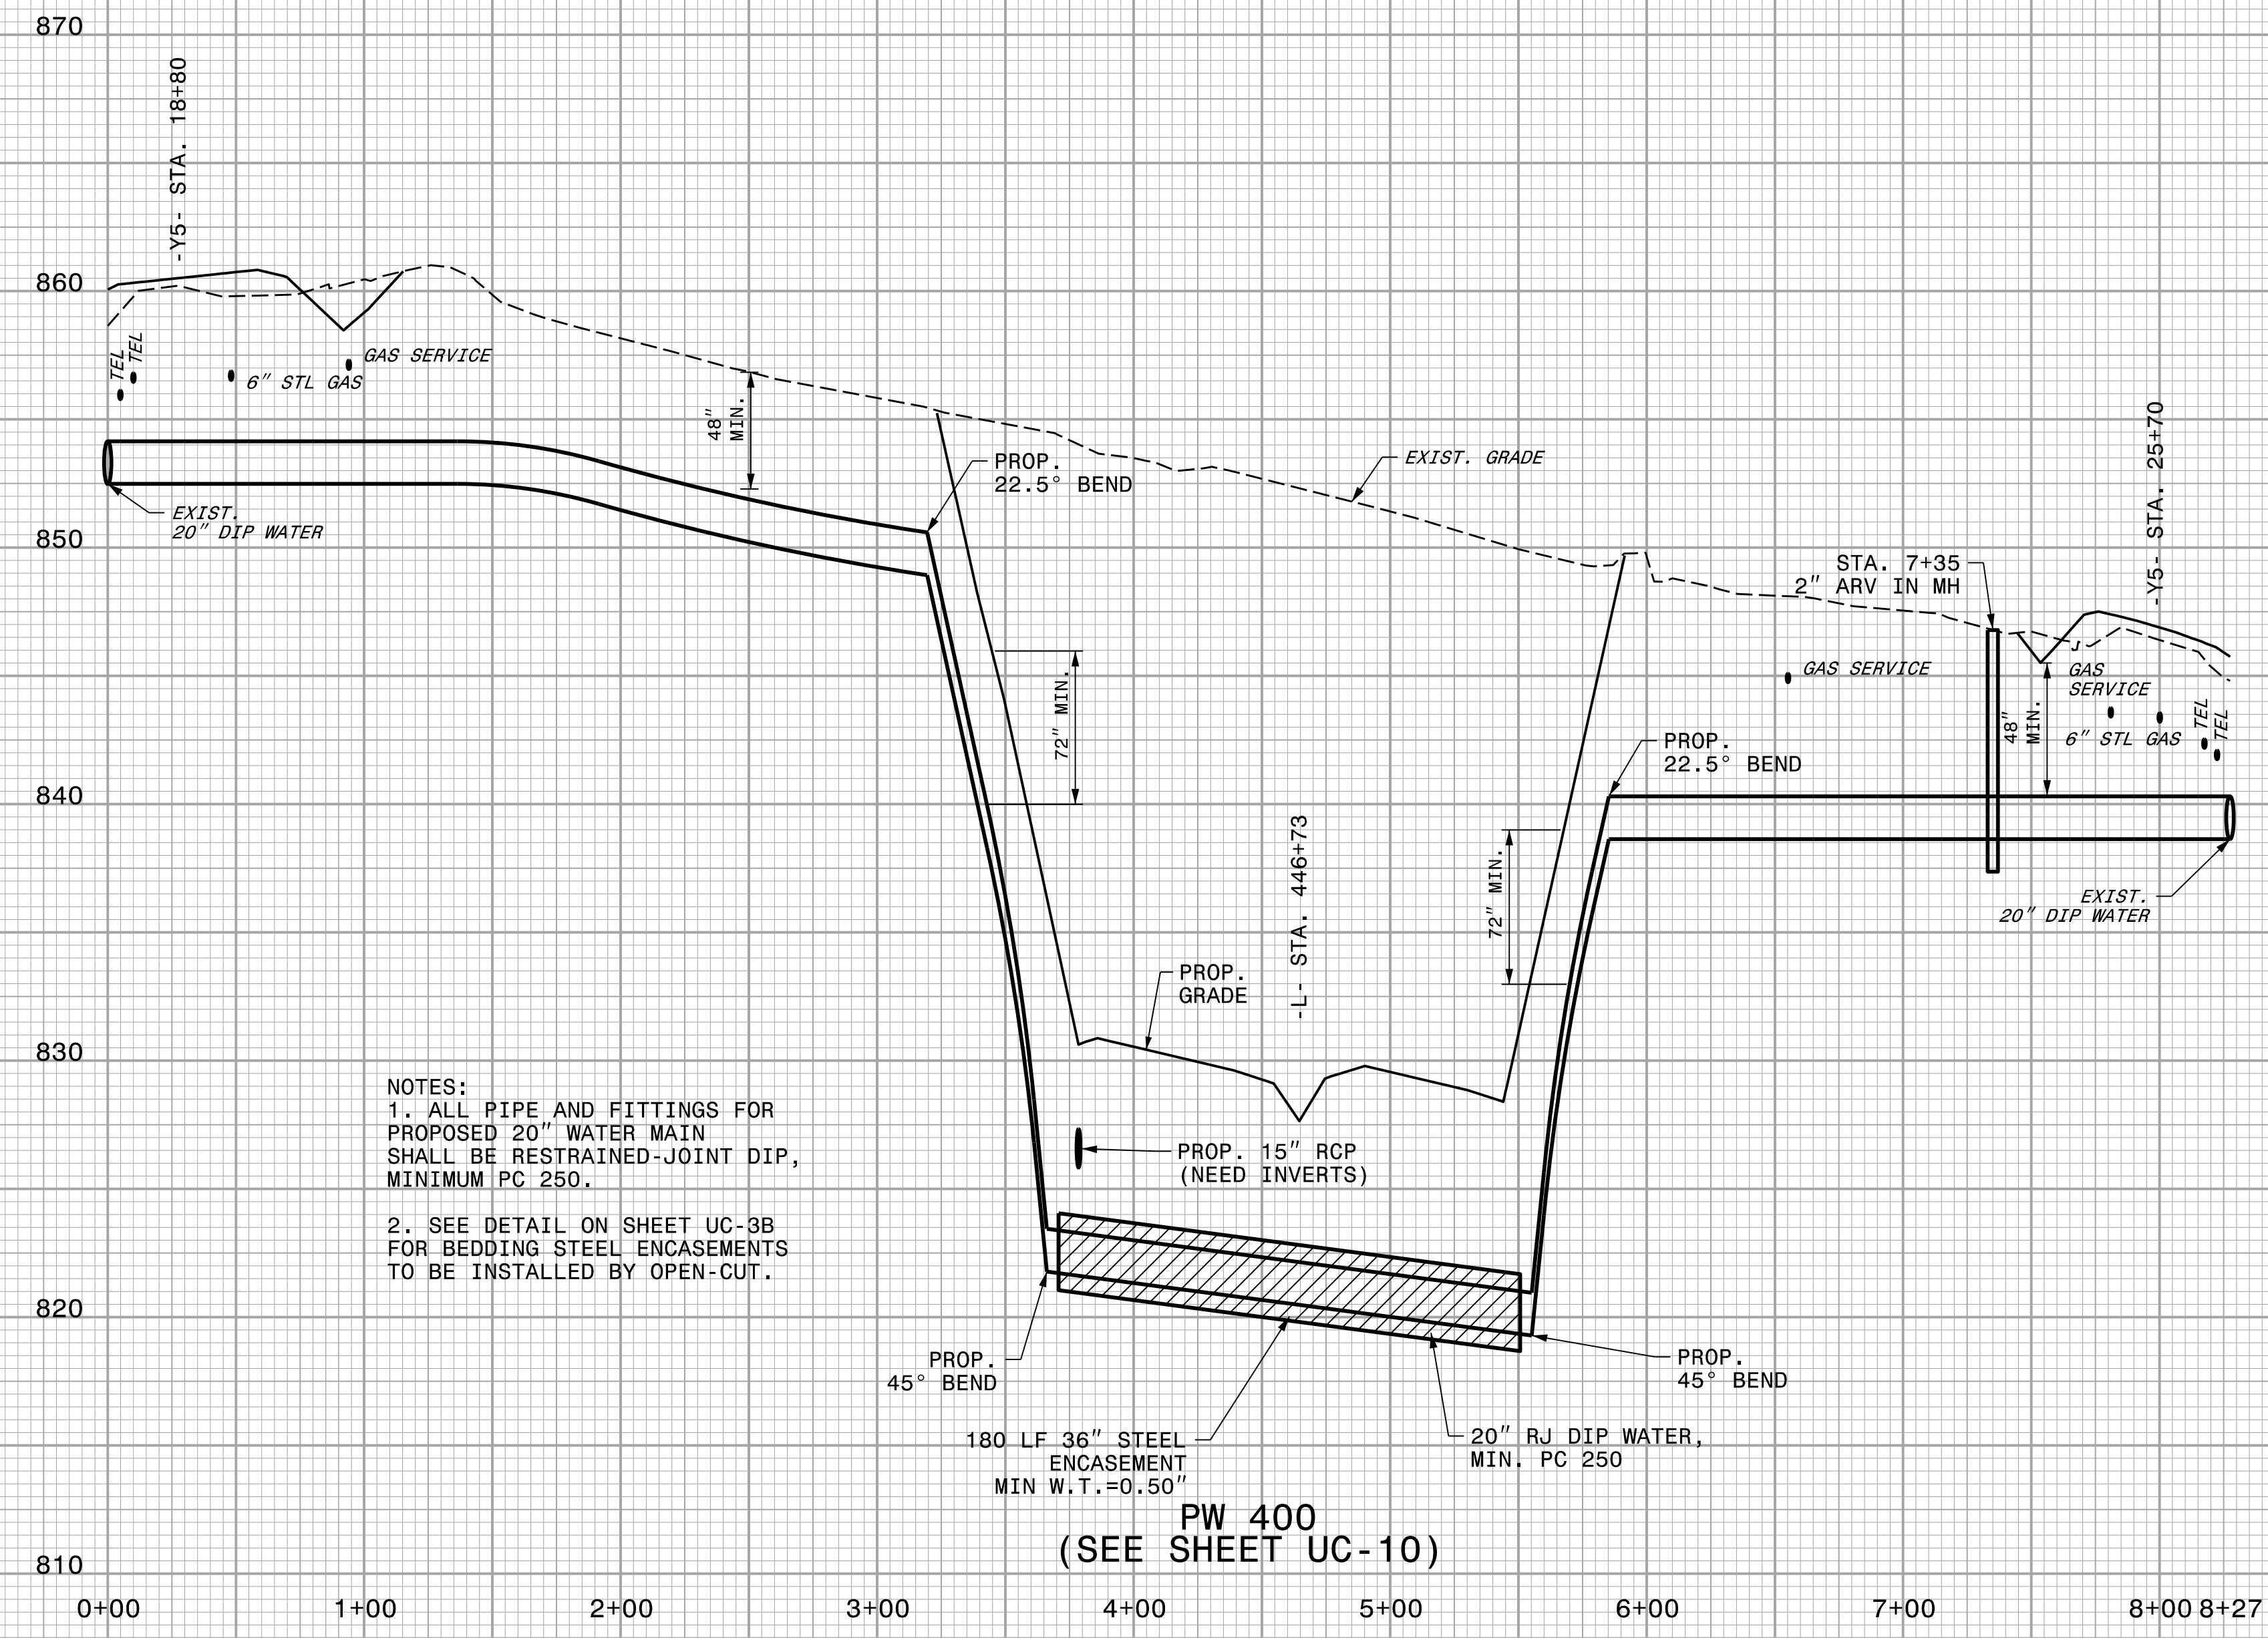 870
-Y5- STA. 18+80
860
TEL
TEL
GAS SERVICE
6" STL GAS
48"
MIN.
EXIST. GRADE
-Y5- STA. 25+70
PROP.
22.5° BEND
EXIST.
20" DIP WATER
850
STA. 7+35
2" ARV IN MH
GAS SERVICE
GAS
SERVICE
72" MIN.
48"
MIN.
6" STL GAS
TEL
TEL
PROP.
22.5° BEND
840
-L- STA. 446+73
72" MIN.
EXIST.
20" DIP WATER
PROP.
GRADE
830
NOTES:
1. ALL PIPE AND FITTINGS FOR
PROPOSED 20" WATER MAIN
SHALL BE RESTRAINED-JOINT DIP,
MINIMUM PC 250.
2. SEE DETAIL ON SHEET UC-3B
FOR BEDDING STEEL ENCASEMENTS
TO BE INSTALLED BY OPEN-CUT.
PROP. 15" RCP
(NEED INVERTS)
820
PROP.
45° BEND
PROP.
45° BEND
180 LF 36" STEEL
ENCASEMENT
MIN W.T.=0.50"
20" RJ DIP WATER,
MIN. PC 250
PW 400
(SEE SHEET UC-10)
810
0+00 1+00 2+00 3+00 4+00 5+00 6+00 7+00 8+00 8+27